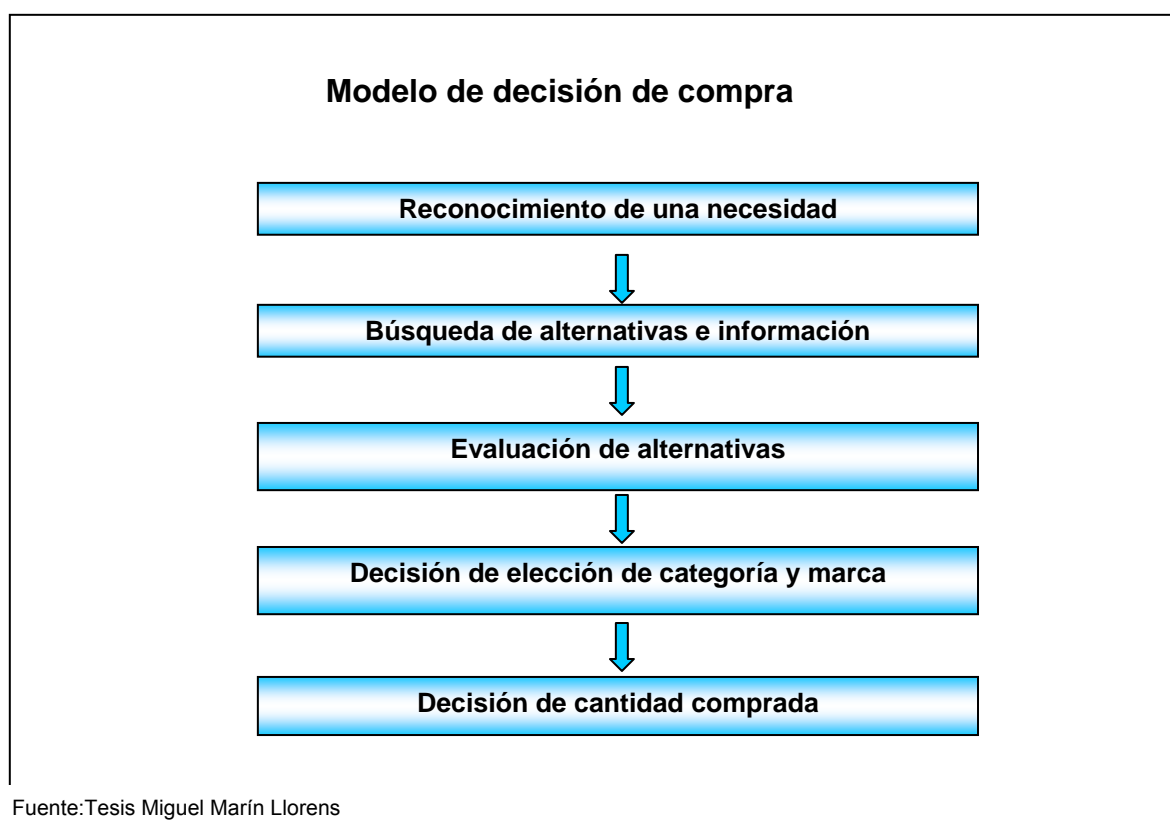 Modelo de decisión de compra
Reconocimiento de una necesidad
Búsqueda de alternativas e información
Evaluación de alternativas
Decisión de elección de categoría y marca
Decisión de cantidad comprada
Fuente:Tesis Miguel Marín Llorens